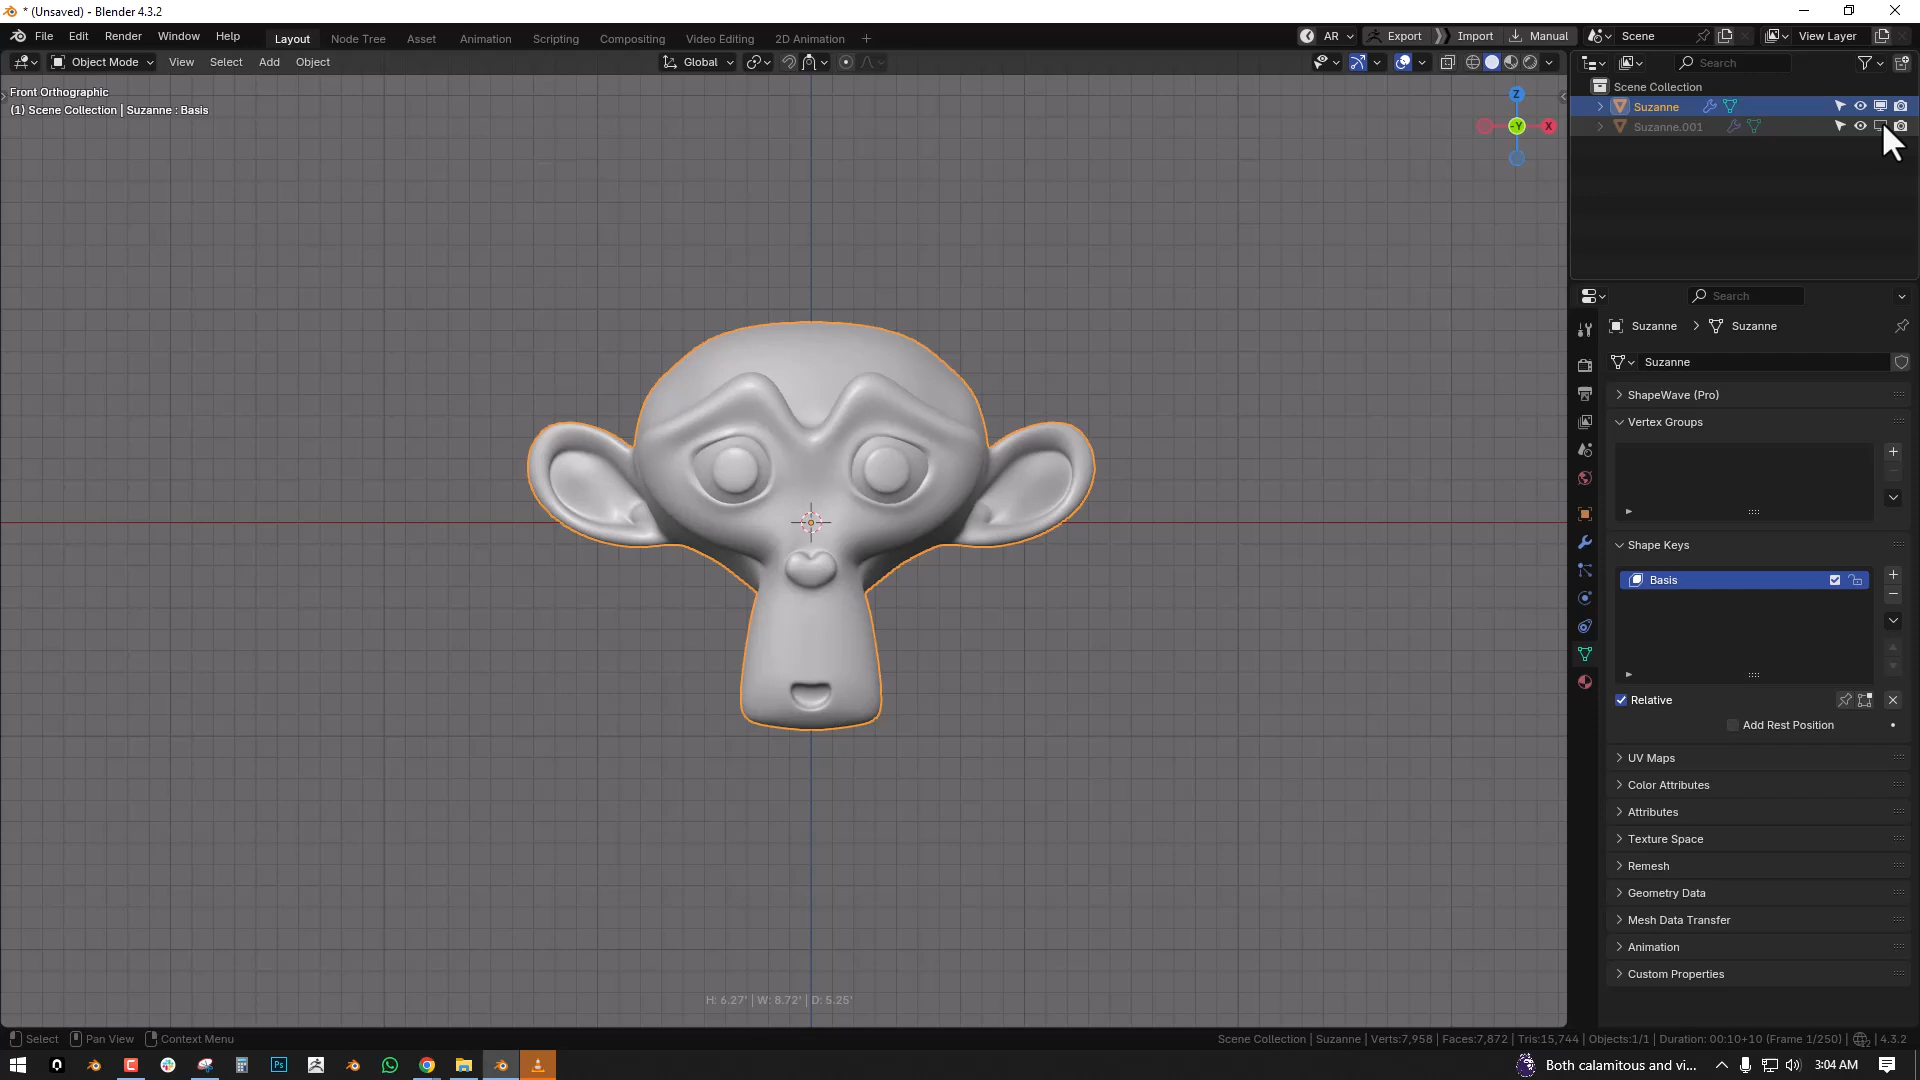 * (Unsaved) - Blender 4.3.2
File Edit Render Window Help Layout Node Tree Asset Animation Scripting Compositing Video Editing 2D Animation + AR Export Import Manual Scene View Layer
Object Mode View Select Add Object Global Search
Front Orthographic
(1) Scene Collection | Suzanne : Basis
Z
-Y
X
Scene Collection
Suzanne
Suzanne.001
Search
Suzanne > Suzanne
Suzanne
ShapeWave (Pro)
Vertex Groups
Shape Keys
Basis
Relative
Add Rest Position
UV Maps
Color Attributes
Attributes
Texture Space
Remesh
Geometry Data
Mesh Data Transfer
Animation
Custom Properties
H: 6.27' | W: 8.72' | D: 5.25'
Select Pan View Context Menu Scene Collection | Suzanne | Verts:7,958 | Faces:7,872 | Tris:15,744 | Objects:1/1 | Duration: 00:10+10 (Frame 1/250) | 4.3.2
Both calamitous and vi... 3:04 AM